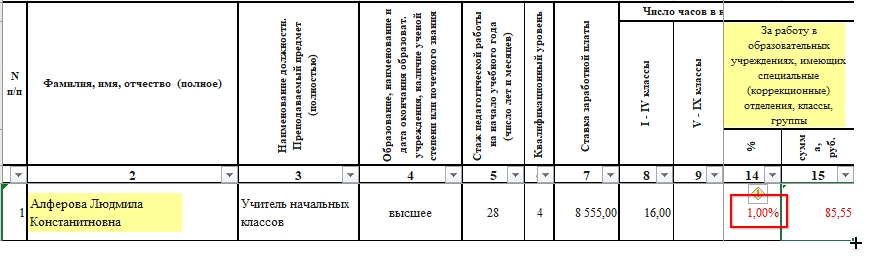 Число часов в н
N
п/п
Фамилия, имя, отчество (полное)
Наименование должности.
Преподаваемый предмет
(полностью)
Образование, наименование и
дата окончания образоват.
учреждения, наличие ученой
степени или почетного звания
Стаж педагогической работы
на начало учебного года
(число лет и месяцев)
Квалификационный уровень
Ставка заработной платы
I - IV классы
V - IX классы
За работу в
образовательных
учреждениях, имеющих
специальные
(коррекционные)
отделения, классы,
группы
%
сумм
а,
руб.
2
3
4
5
7
8
9
14
15
1
Алферова Людмила
Константновна
Учитель начальных
классов
высшее
28
4
8 555,00
16,00
1,00%
85,55